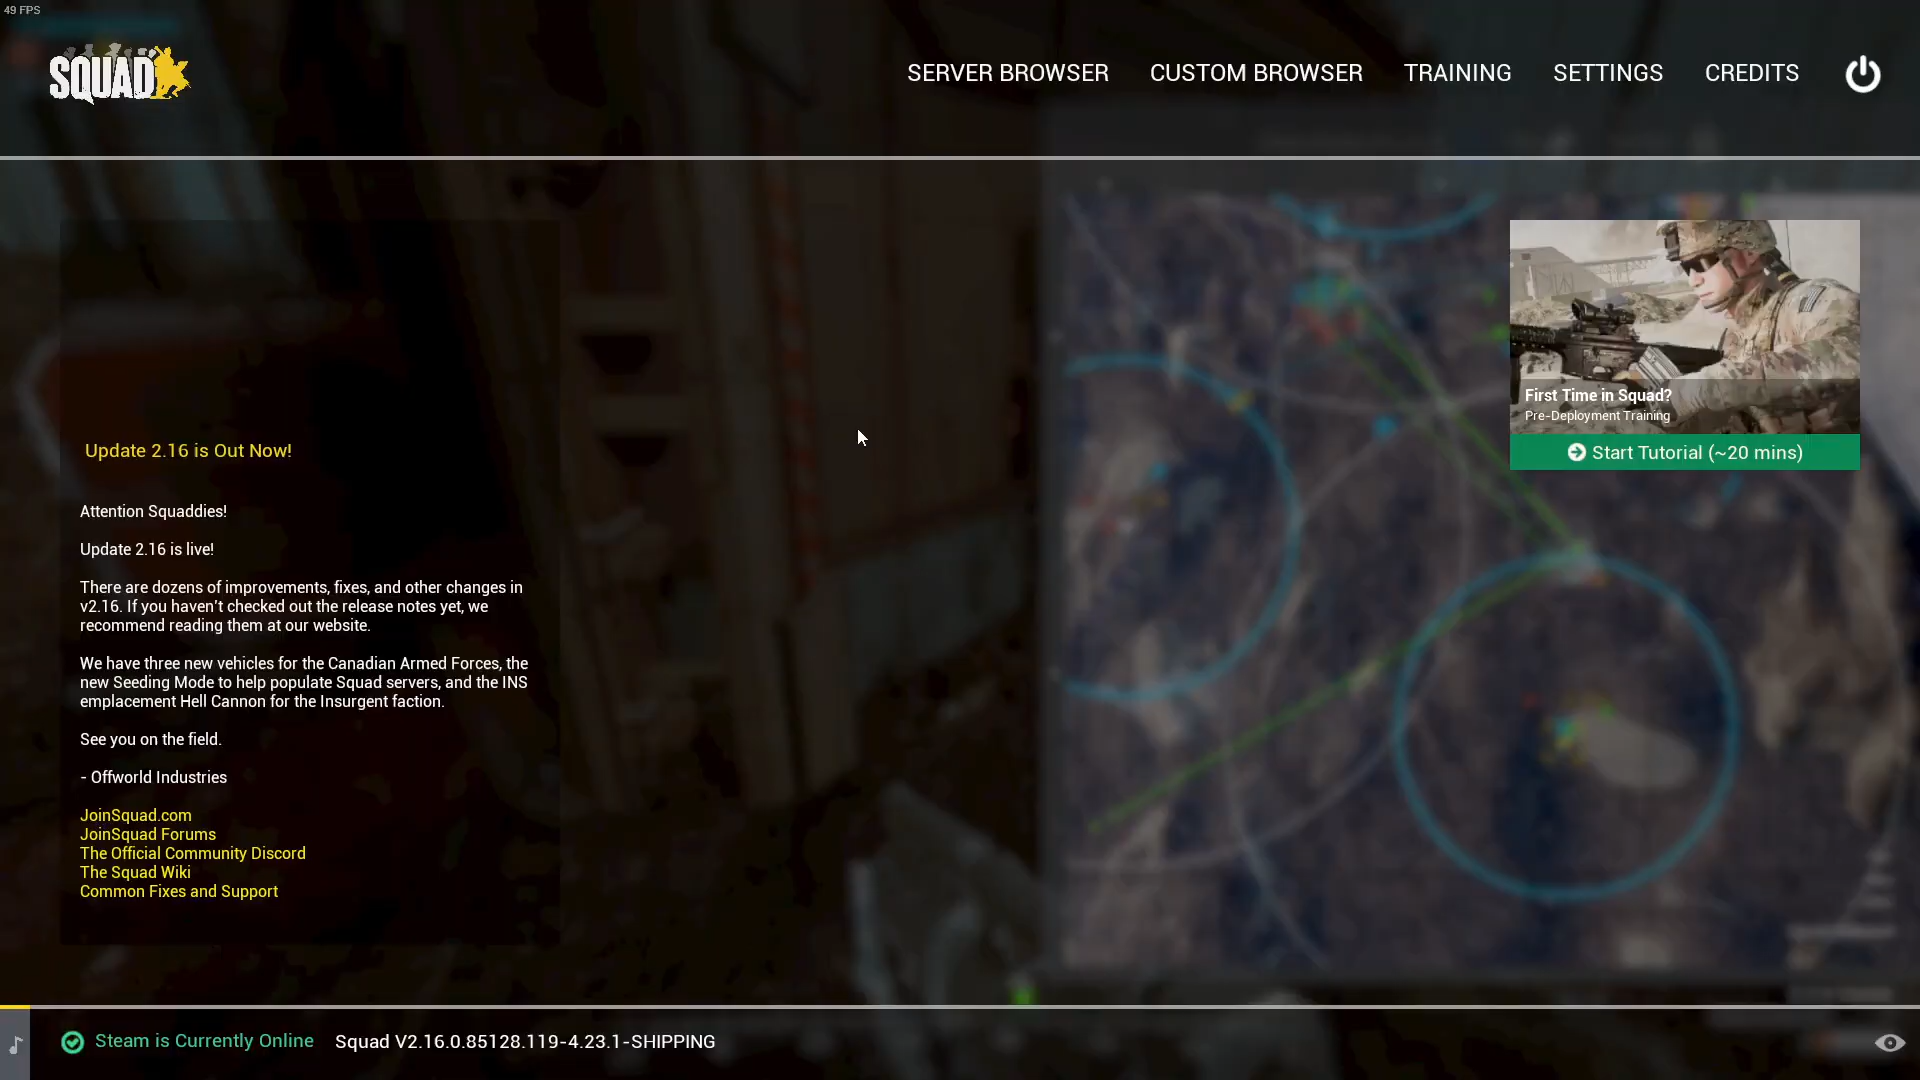 49 FPS
SQUAD
SERVER BROWSER
CUSTOM BROWSER
TRAINING
SETTINGS
CREDITS
First Time in Squad?
Pre-Deployment Training
Start Tutorial (~20 mins)
Update 2.16 is Out Now!
Attention Squaddies!
Update 2.16 is live!
There are dozens of improvements, fixes, and other changes in
v2.16. If you haven't checked out the release notes yet, we
recommend reading them at our website.
We have three new vehicles for the Canadian Armed Forces, the
new Seeding Mode to help populate Squad servers, and the INS
emplacement Hell Cannon for the Insurgent faction.
See you on the field.
- Offworld Industries
JoinSquad.com
JoinSquad Forums
The Official Community Discord
The Squad Wiki
Common Fixes and Support
Steam is Currently Online
Squad V2.16.0.85128.119-4.23.1-SHIPPING